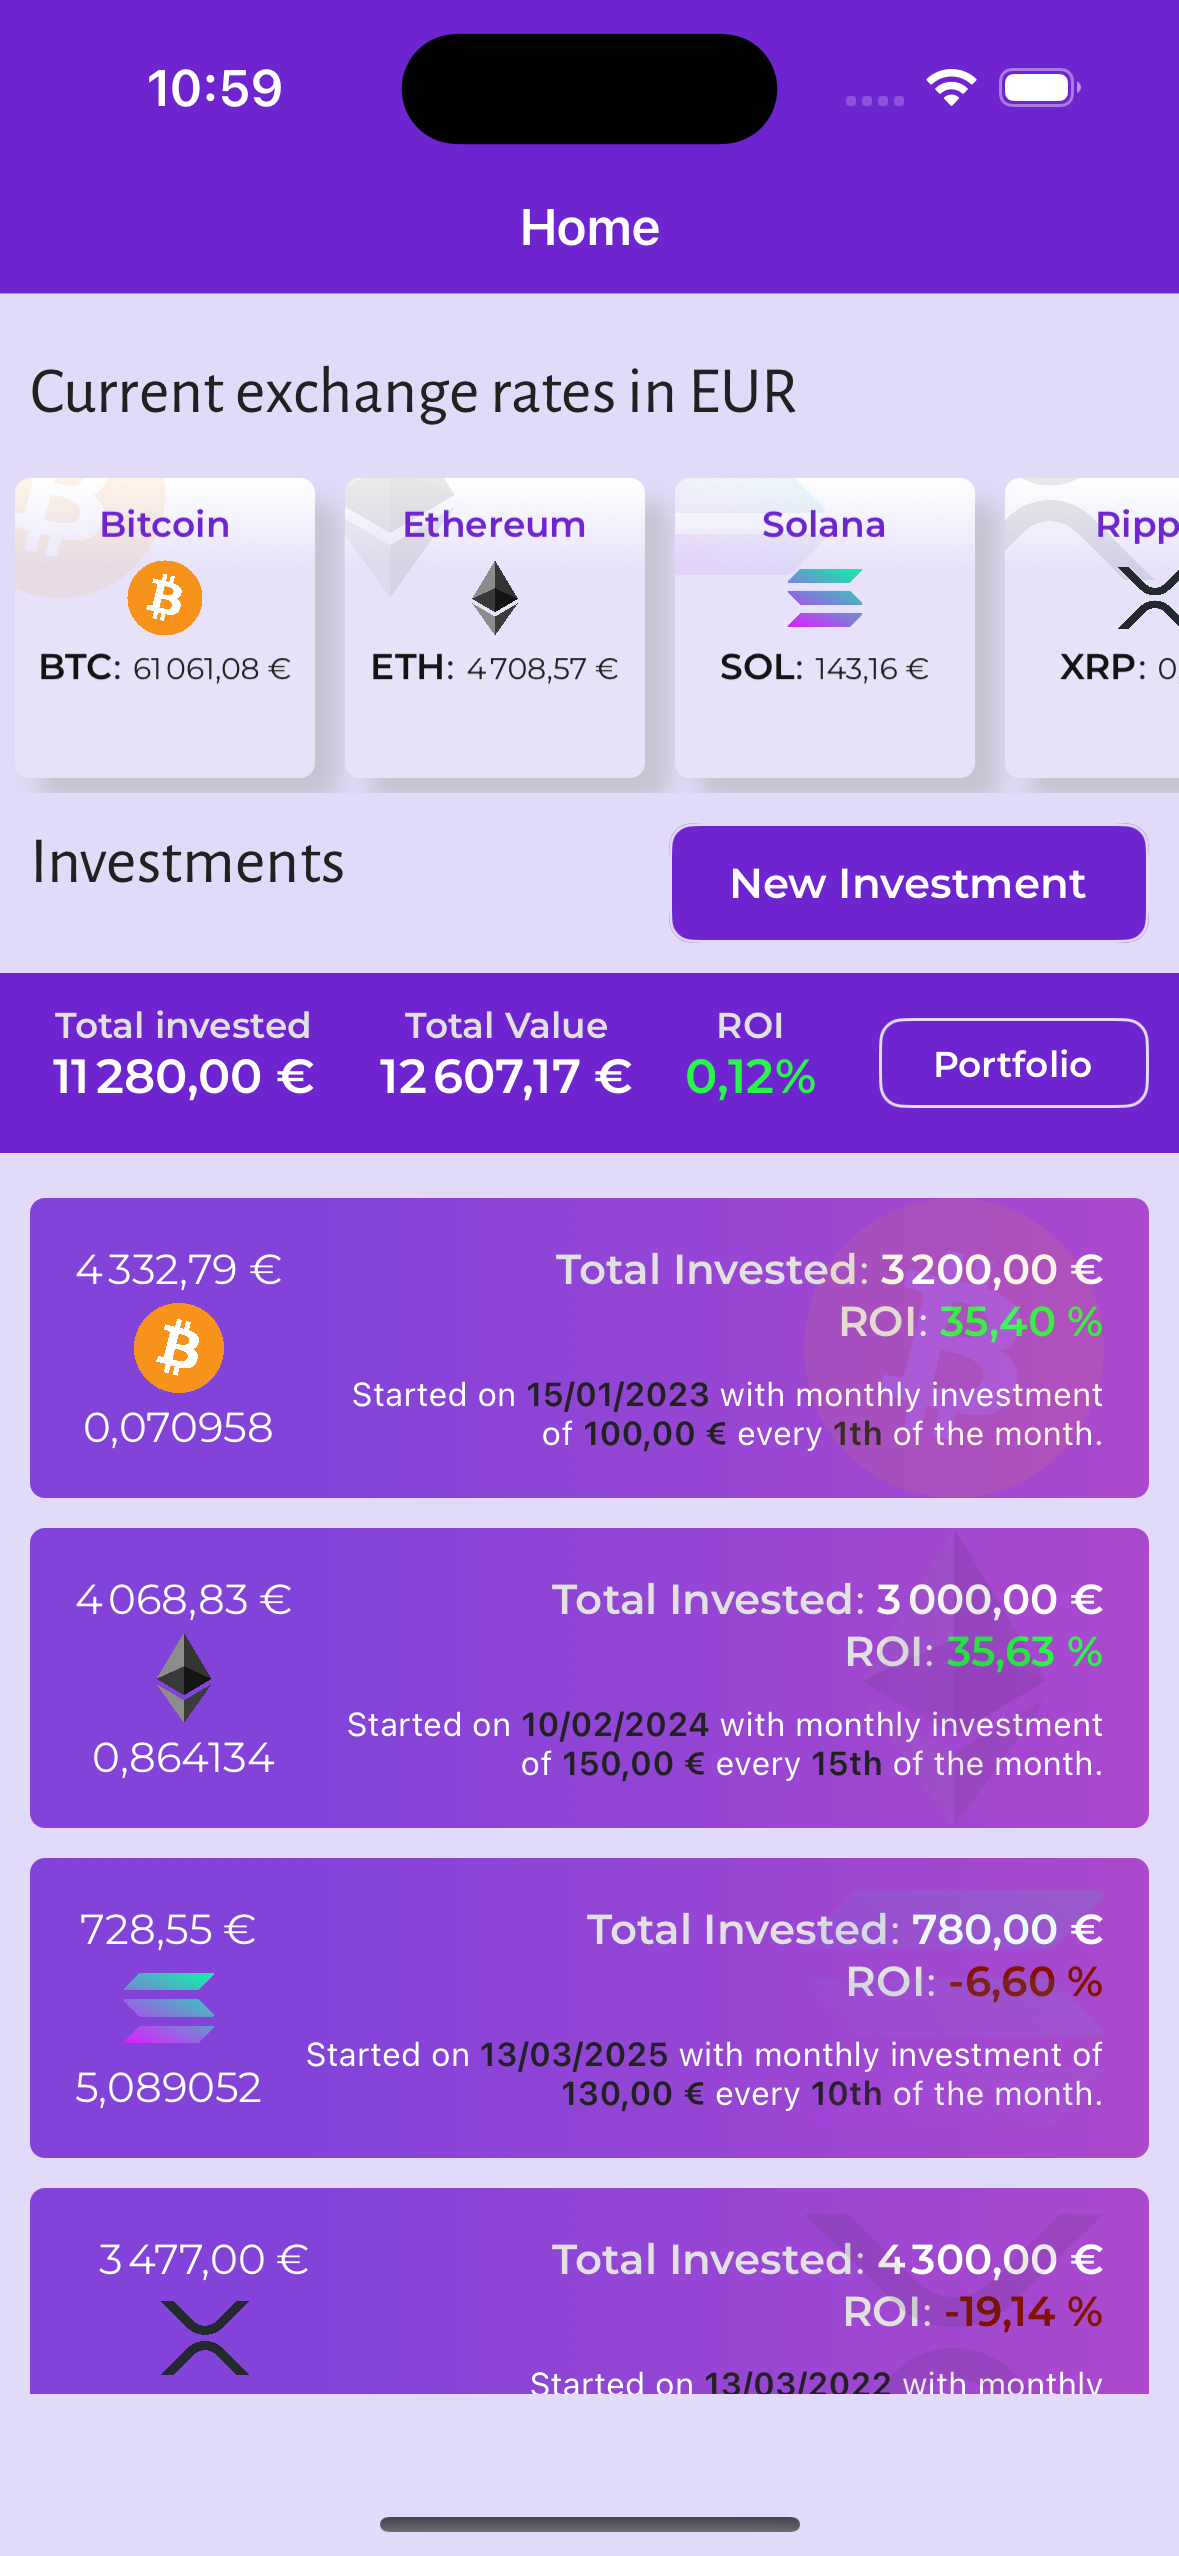 10:59
Home
Current exchange rates in EUR
Bitcoin
BTC: 61 061,08 €
Ethereum
ETH: 4 708,57 €
Solana
SOL: 143,16 €
Ripp
XRP: 0,
Investments
New Investment
Total invested
11 280,00 €
Total Value
12 607,17 €
ROI
0,12%
Portfolio
4 332,79 €
0,070958
Total Invested: 3 200,00 €
ROI: 35,40 %
Started on 15/01/2023 with monthly investment
of 100,00 € every 1th of the month.
4 068,83 €
0,864134
Total Invested: 3 000,00 €
ROI: 35,63 %
Started on 10/02/2024 with monthly investment
of 150,00 € every 15th of the month.
728,55 €
5,089052
Total Invested: 780,00 €
ROI: -6,60 %
Started on 13/03/2025 with monthly investment of
130,00 € every 10th of the month.
3 477,00 €
Total Invested: 4 300,00 €
ROI: -19,14 %
Started on 13/03/2022 with monthly